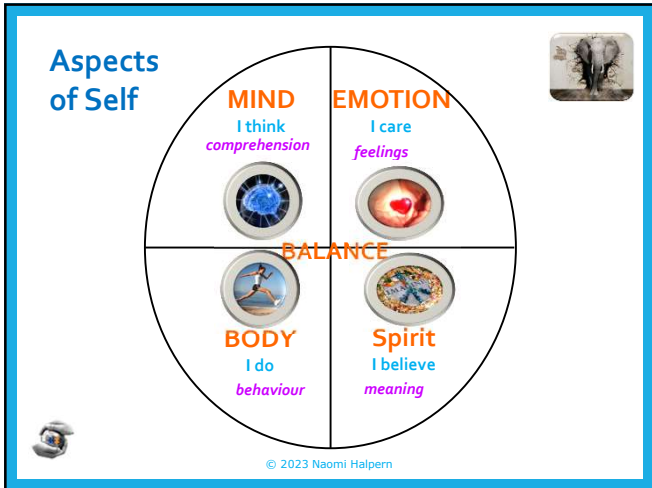 Aspects
of Self
MIND
I think
comprehension
EMOTION
I care
feelings
BALANCE
BODY
I do
behaviour
Spirit
I believe
meaning
© 2023 Naomi Halpern